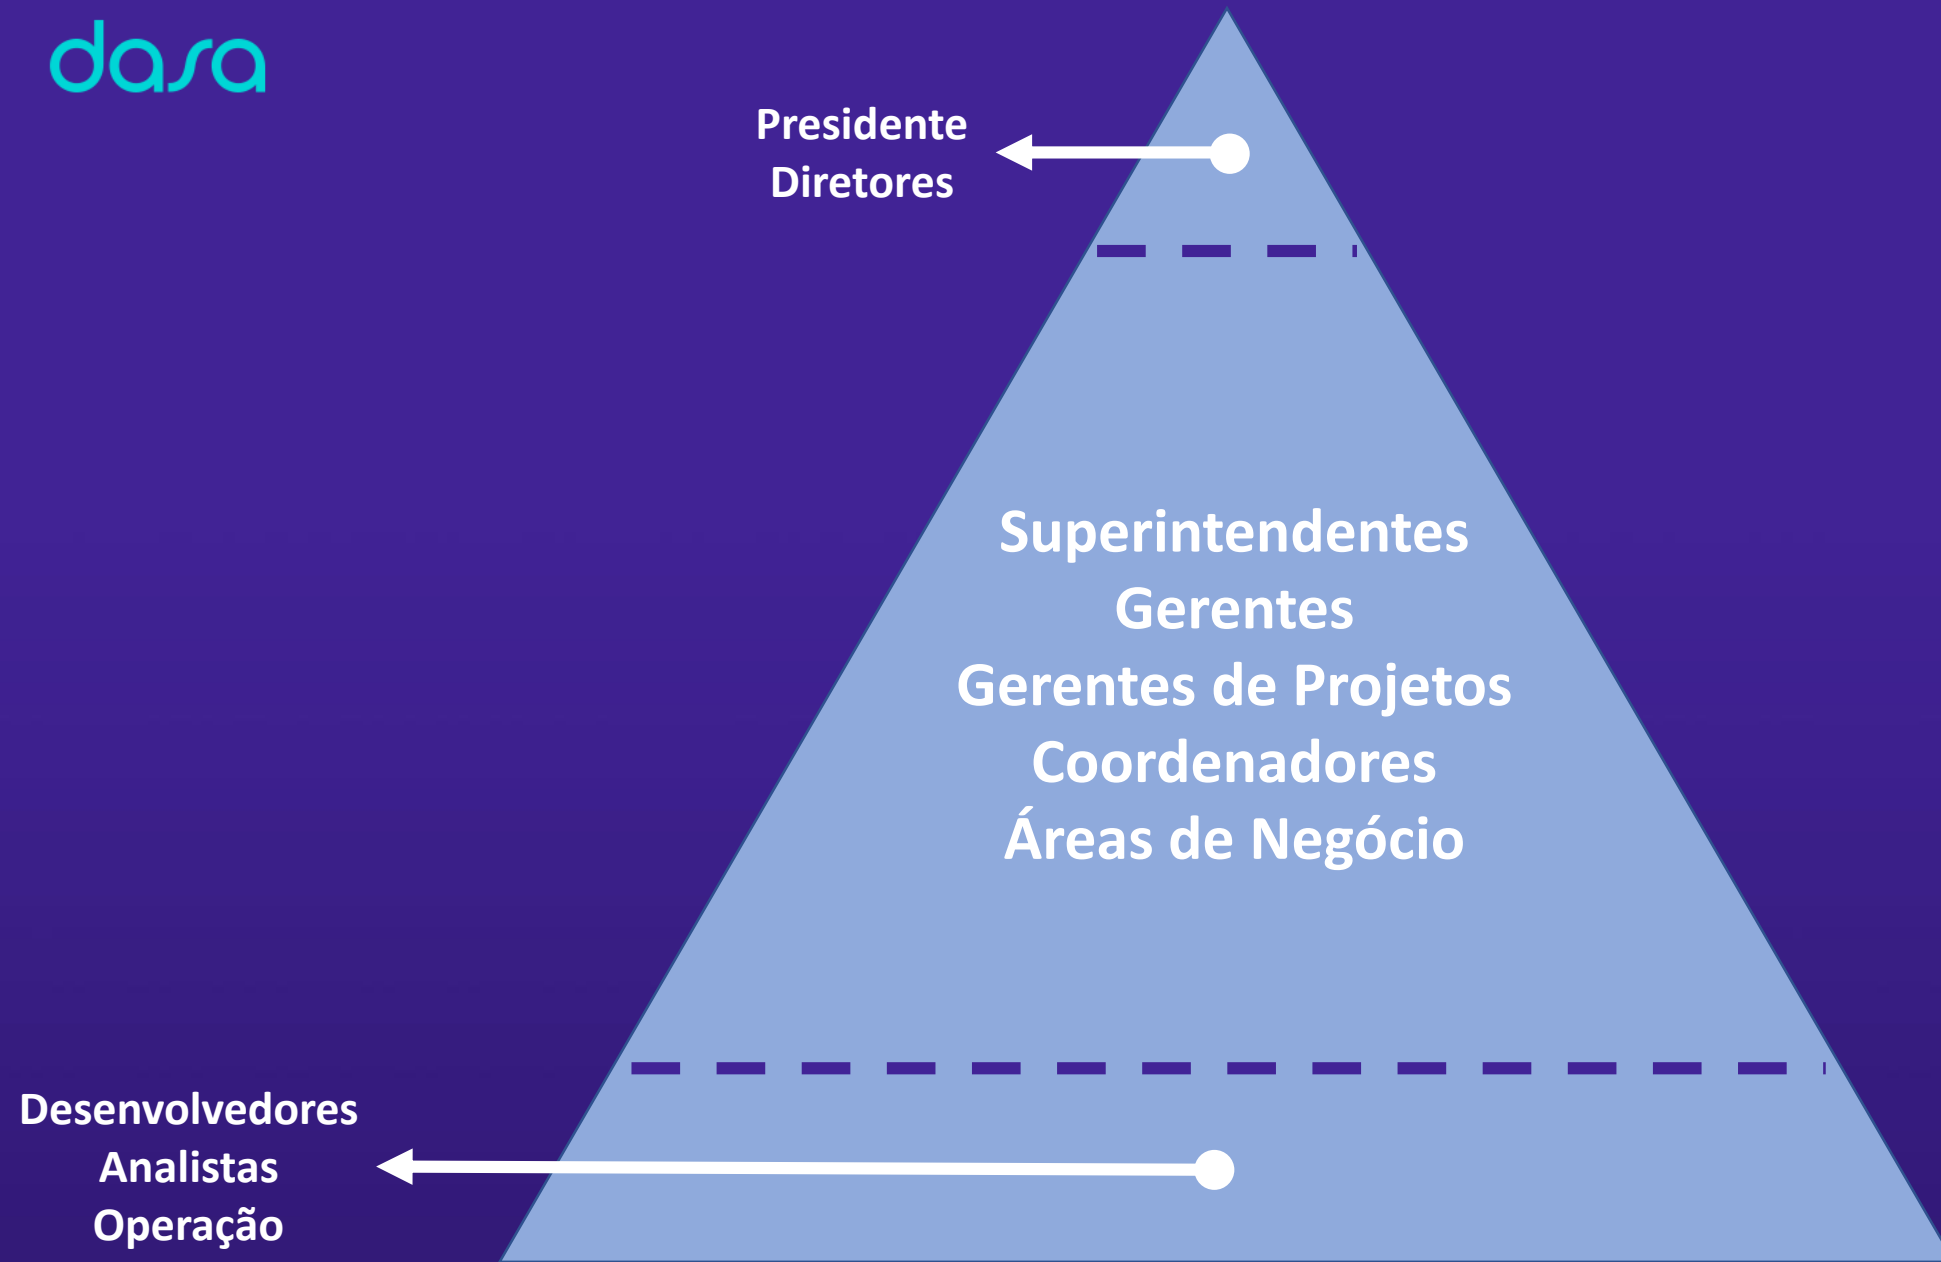 dasa
Presidente
Diretores
Superintendentes
Gerentes
Gerentes de Projetos
Coordenadores
Áreas de Negócio
Desenvolvedores
Analistas
Operação